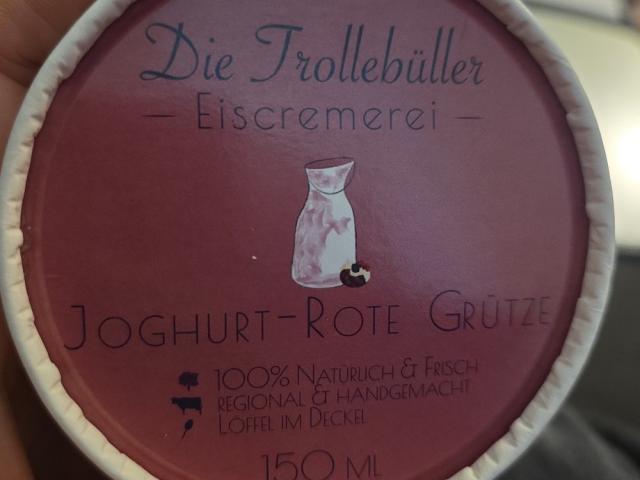 Die Trollebüller
— Eiscremerei —
JOGHURT-ROTE GRÜTZE
100% NATÜRLICH & FRISCH
REGIONAL & HANDGEMACHT
LÖFFEL IM DECKEL
150 ML